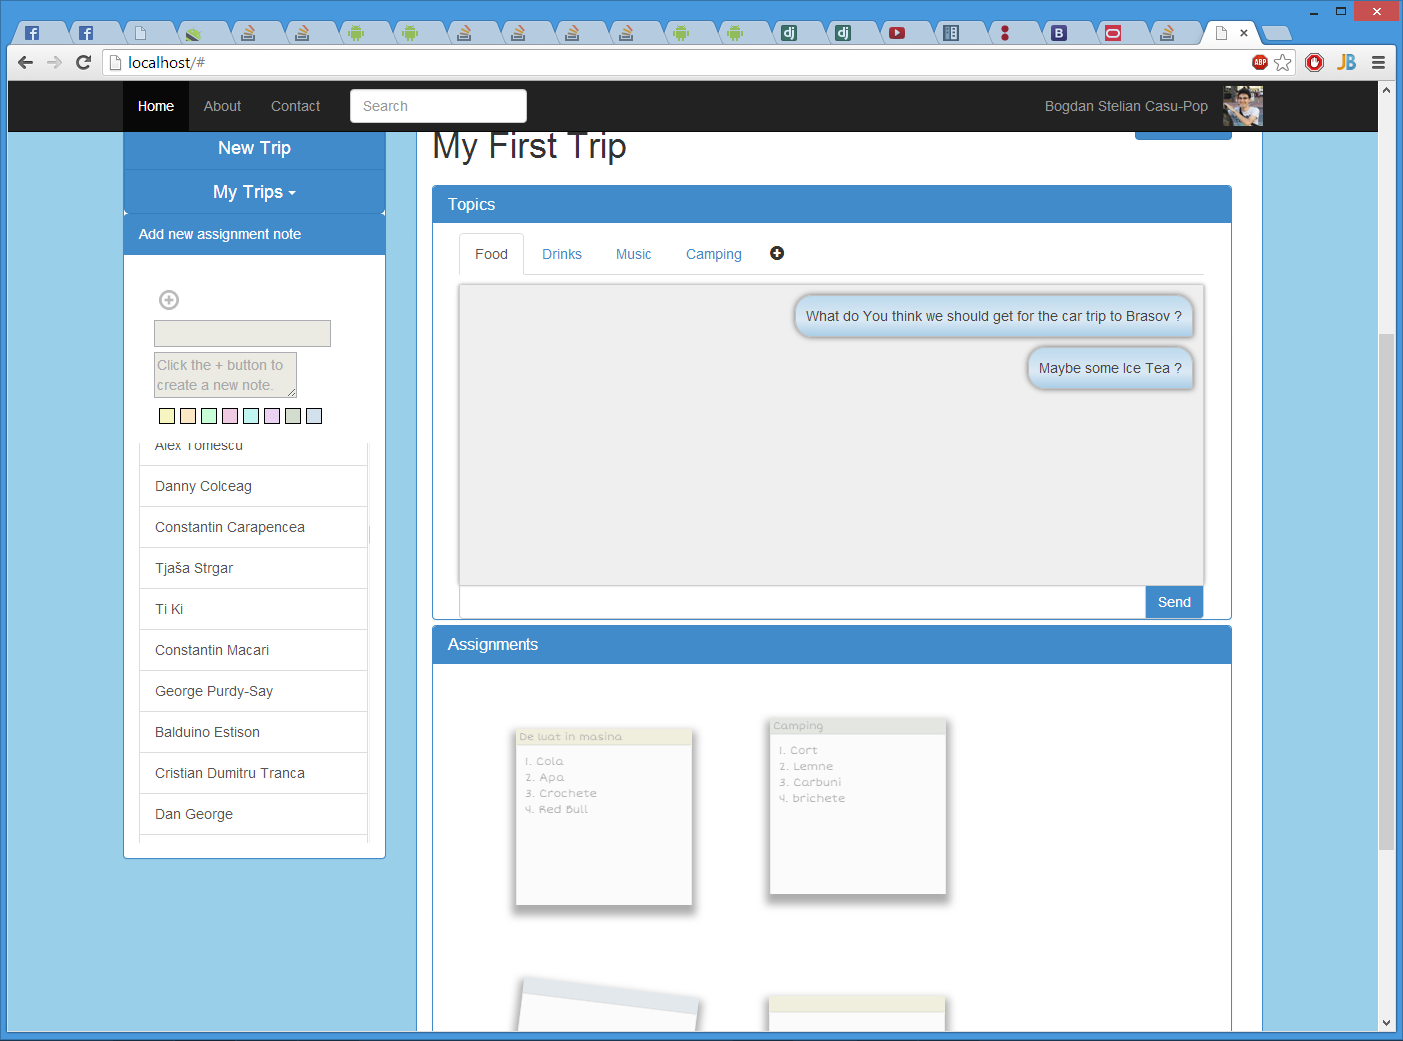 localhost/#
ABP
JB
Home
About
Contact
Search
Bogdan Stelian Casu-Pop
New Trip
My Trips
Add new assignment note
Click the + button to
create a new note.
Alex Tomescu
Danny Colceag
Constantin Carapencea
Tjaša Strgar
Ti Ki
Constantin Macari
George Purdy-Say
Balduino Estison
Cristian Dumitru Tranca
Dan George
My First Trip
Topics
Food
Drinks
Music
Camping
What do You think we should get for the car trip to Brasov ?
Maybe some Ice Tea ?
Send
Assignments
De luat in masina
1. Cola
2. Apa
3. Crochete
4. Red Bull
Camping
1. Cort
2. Lemne
3. Carbuni
4. brichete